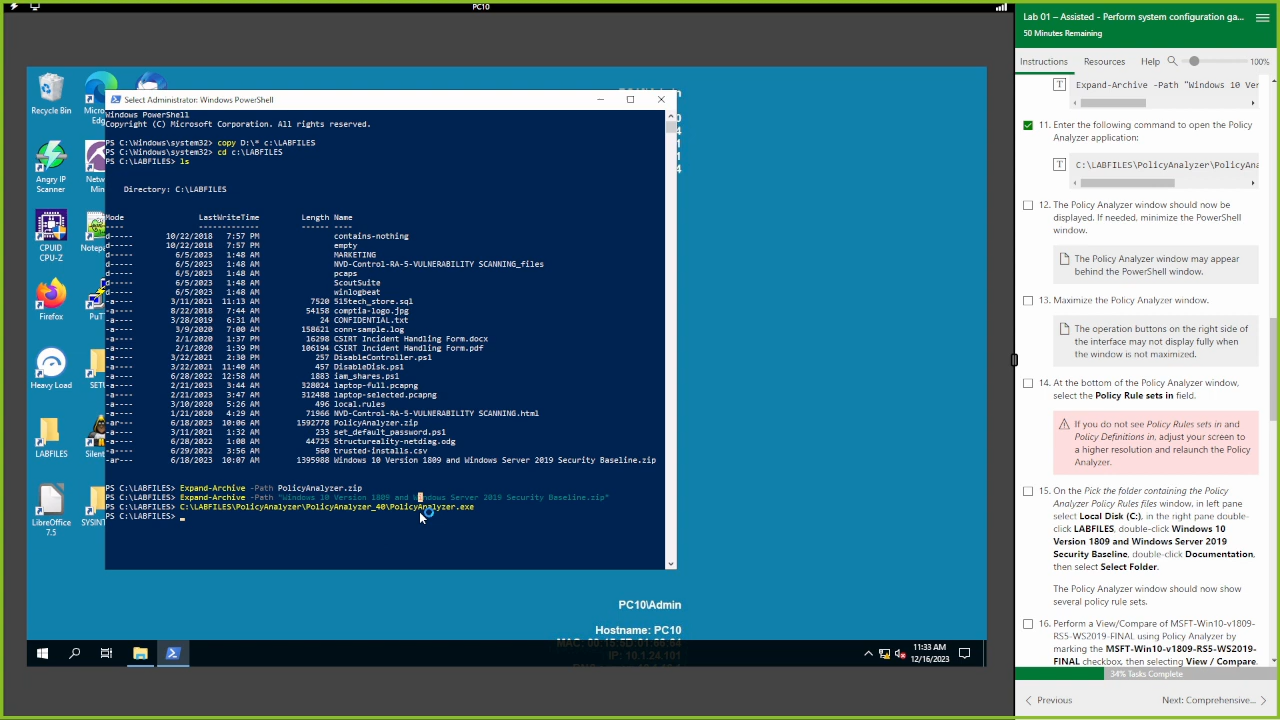 PC10
Recycle Bin
Micro
Edg
Angry IP
Scanner
Netw
Min
CPUID
CPU-Z
Notep
Firefox
PuT
Heavy Load
SETU
LABFILES
Silent
LibreOffice
7.5
SYSINT
Select Administrator: Windows PowerShell
Windows PowerShell
Copyright (C) Microsoft Corporation. All rights reserved.
PS C:\Windows\system32> copy D:\* c:\LABFILES
PS C:\Windows\system32> cd c:\LABFILES
PS C:\LABFILES> ls
Directory: C:\LABFILES
Mode LastWriteTime Length Name
---- ------------- ------ ----
d----- 10/22/2018 7:57 PM contains-nothing
d----- 10/22/2018 7:57 PM empty
d----- 6/5/2023 1:48 AM MARKETING
d----- 6/5/2023 1:48 AM NVD-Control-RA-5-VULNERABILITY SCANNING_files
d----- 6/5/2023 1:48 AM pcaps
d----- 6/5/2023 1:48 AM ScoutSuite
d----- 6/5/2023 1:48 AM winlogbeat
-a---- 3/11/2021 11:13 AM 7520 515tech_store.sql
-a---- 8/22/2018 7:44 AM 54158 comptia-logo.jpg
-a---- 3/28/2019 6:31 AM 24 CONFIDENTIAL.txt
-a---- 3/9/2020 7:00 AM 158621 conn-sample.log
-a---- 2/1/2020 1:37 PM 16298 CSIRT Incident Handling Form.docx
-a---- 2/1/2020 1:39 PM 106194 CSIRT Incident Handling Form.pdf
-a---- 3/22/2021 2:30 PM 257 DisableController.ps1
-a---- 3/22/2021 11:40 AM 457 DisableDisk.ps1
-a---- 6/28/2022 12:58 AM 1883 iam_shares.ps1
-a---- 2/21/2023 3:44 AM 328024 laptop-full.pcapng
-a---- 2/21/2023 3:47 AM 312488 laptop-selected.pcapng
-a---- 3/10/2020 5:26 AM 496 local.rules
-a---- 1/21/2020 4:29 AM 71966 NVD-Control-RA-5-VULNERABILITY SCANNING.html
-ar--- 6/18/2023 10:06 AM 1592778 PolicyAnalyzer.zip
-a---- 3/11/2021 1:32 AM 233 set_default_password.ps1
-a---- 6/28/2022 1:08 AM 44725 Structureality-netdiag.odg
-a---- 6/29/2022 3:56 AM 560 trusted-installs.csv
-ar--- 6/18/2023 10:07 AM 1395988 Windows 10 Version 1809 and Windows Server 2019 Security Baseline.zip
PS C:\LABFILES> Expand-Archive -Path PolicyAnalyzer.zip
PS C:\LABFILES> Expand-Archive -Path "Windows 10 Version 1809 and Windows Server 2019 Security Baseline.zip"
PS C:\LABFILES> C:\LABFILES\PolicyAnalyzer\PolicyAnalyzer_40\PolicyAnalyzer.exe
PS C:\LABFILES>
PC10\Admin
Hostname: PC10
IP: 10.1.24.101
11:33 AM
12/16/2023
Lab 01 – Assisted - Perform system configuration ga...
50 Minutes Remaining
Instructions Resources Help 100%
T Expand-Archive -Path "Windows 10 Ver
11. Enter the following command to open the Policy
Analyzer application:
T C:\LABFILES\PolicyAnalyzer\PolicyAna
12. The Policy Analyzer window should now be
displayed. If needed, minimize the PowerShell
window.
The Policy Analyzer window may appear
behind the PowerShell window.
13. Maximize the Policy Analyzer window.
The operation buttons on the right side of
the interface may not display fully when
the window is not maximized.
14. At the bottom of the Policy Analyzer window,
select the Policy Rule sets in field.
If you do not see Policy Rules sets in and
Policy Definitions in, adjust your screen to
a higher resolution and relaunch the Policy
Analyzer.
15. On the Pick the folder containing the Policy
Analyzer Policy Rules files window, in left pane
select Local Disk (C:), in the right pane double-
click LABFILES, double-click Windows 10
Version 1809 and Windows Server 2019
Security Baseline, double-click Documentation,
then select Select Folder.
The Policy Analyzer window should now show
several policy rule sets.
16. Perform a View/Compare of MSFT-Win10-v1809-
RS5-WS2019-FINAL using Policy Analyzer by
marking the MSFT-Win10-v1809-RS5-WS2019-
FINAL checkbox, then selecting View / Compare.
34% Tasks Complete
Previous Next: Comprehensive...